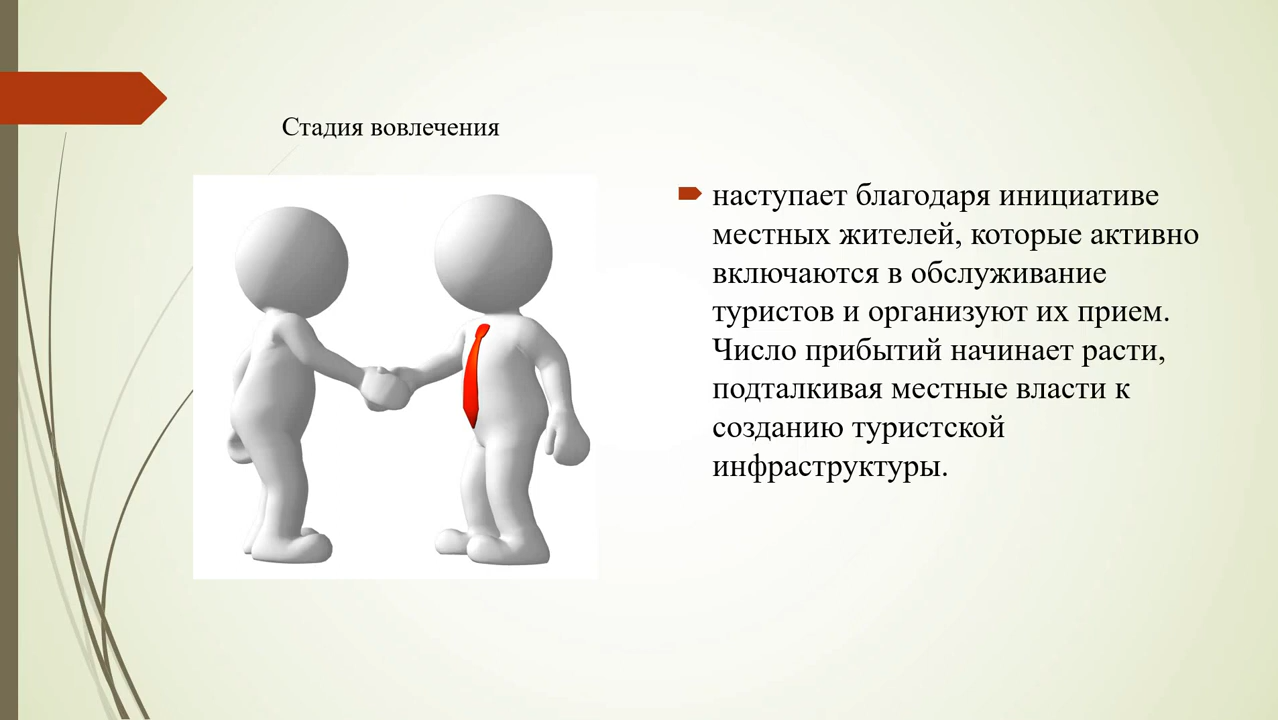 Стадия вовлечения
наступает благодаря инициативе
местных жителей, которые активно
включаются в обслуживание
туристов и организуют их прием.
Число прибытий начинает расти,
подталкивая местные власти к
созданию туристской
инфраструктуры.